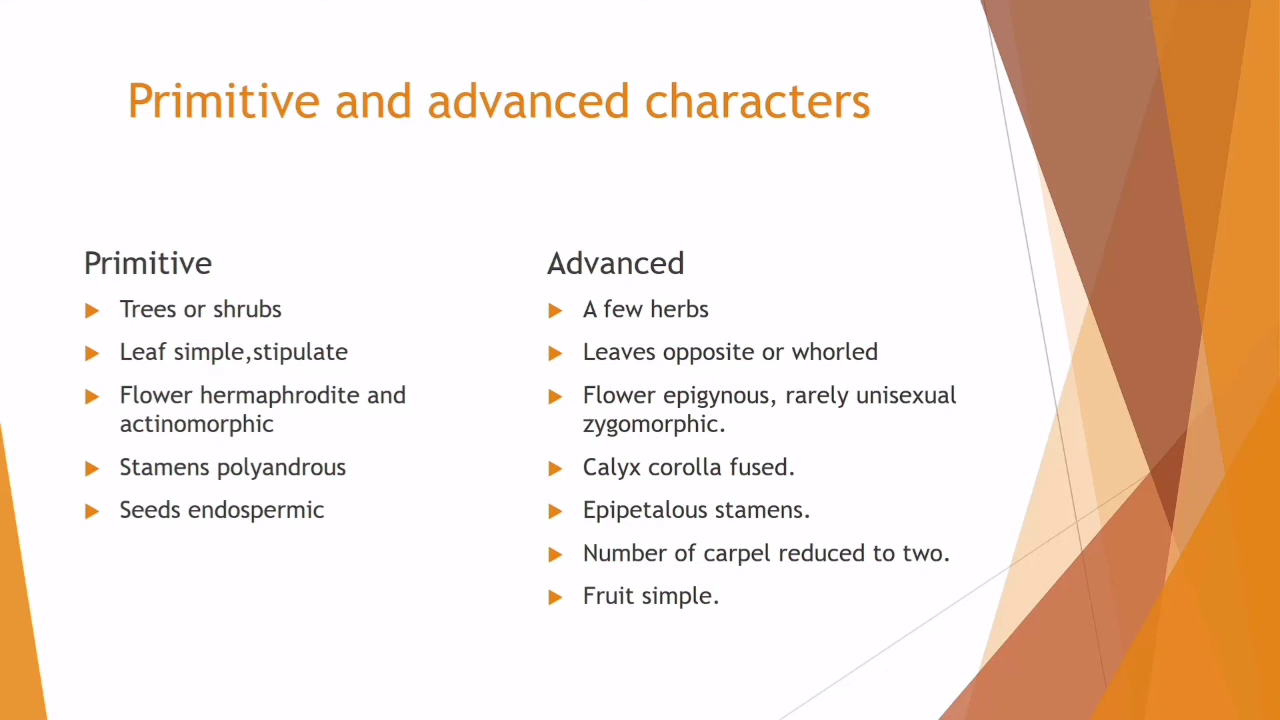 Primitive and advanced characters
Primitive
Trees or shrubs
Leaf simple,stipulate
Flower hermaphrodite and
actinomorphic
Stamens polyandrous
Seeds endospermic
Advanced
A few herbs
Leaves opposite or whorled
Flower epigynous, rarely unisexual
zygomorphic.
Calyx corolla fused.
Epipetalous stamens.
Number of carpel reduced to two.
Fruit simple.